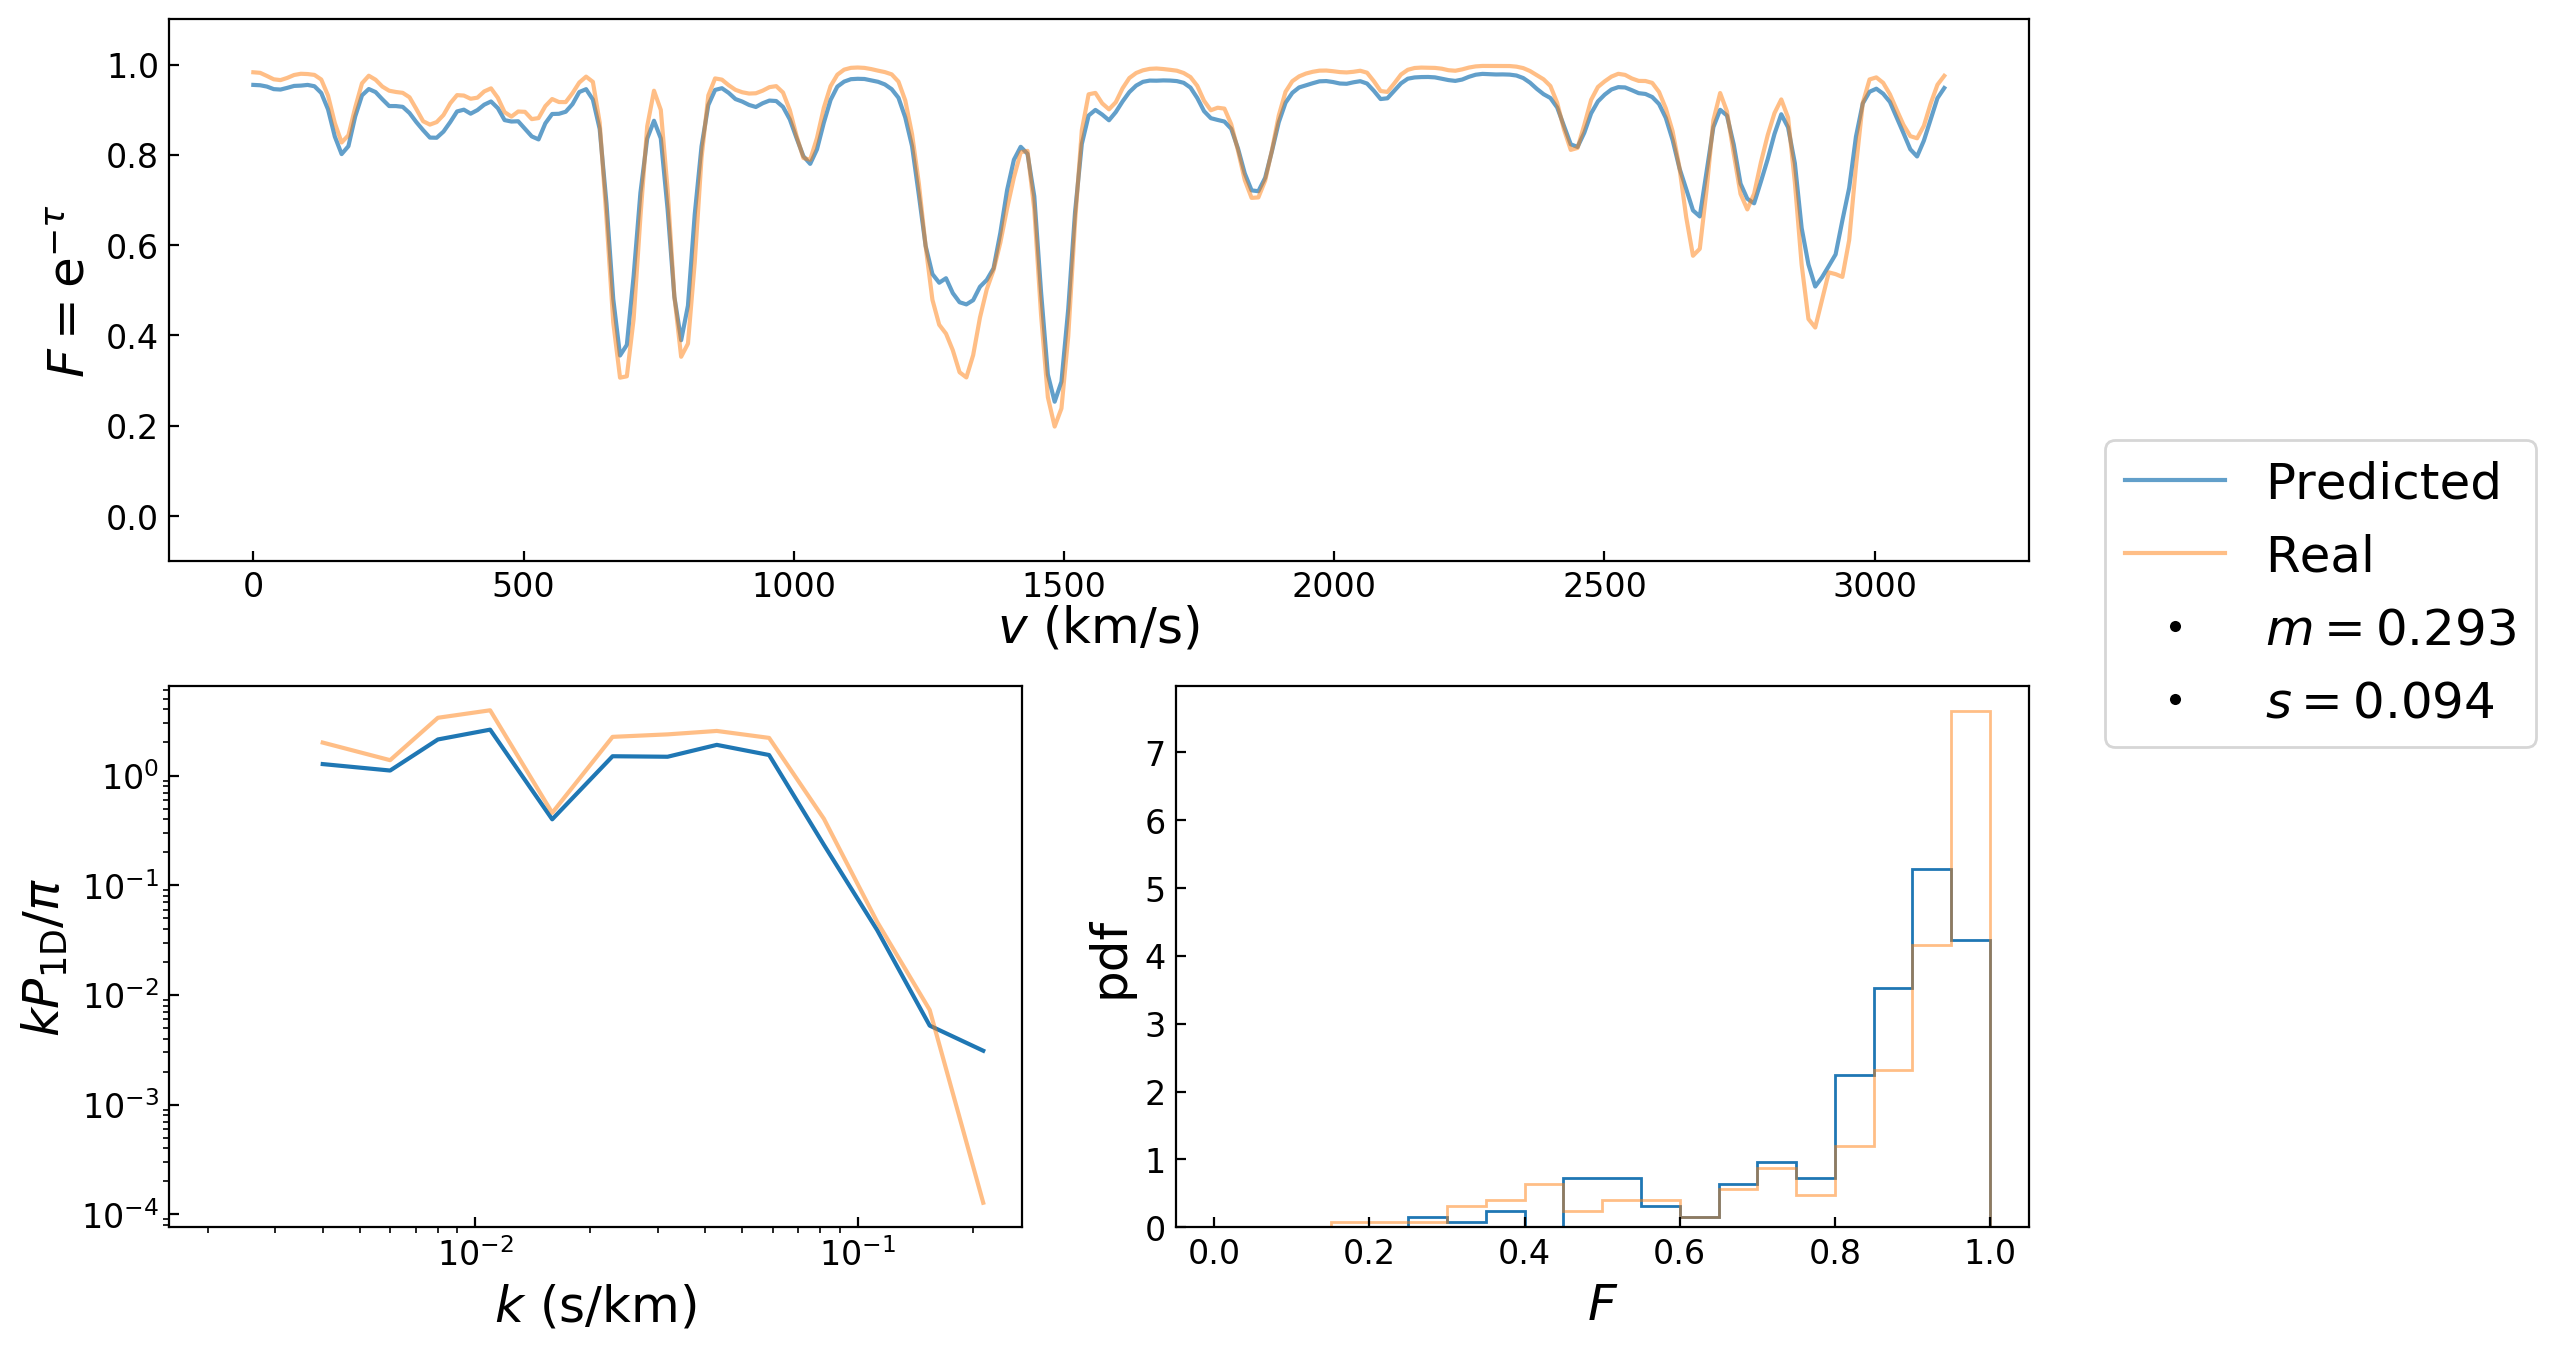 1.0
0.8
0.6
0.4
0.2
0.0
F = e^{−τ}
0 500 1000 1500 2000 2500 3000
v (km/s)
Predicted
Real
m = 0.293
s = 0.094
10^0
10^{−1}
10^{−2}
10^{−3}
10^{−4}
kP_{1D}/π
10^{−2} 10^{−1}
k (s/km)
7
6
5
4
3
2
1
0
pdf
0.0 0.2 0.4 0.6 0.8 1.0
F